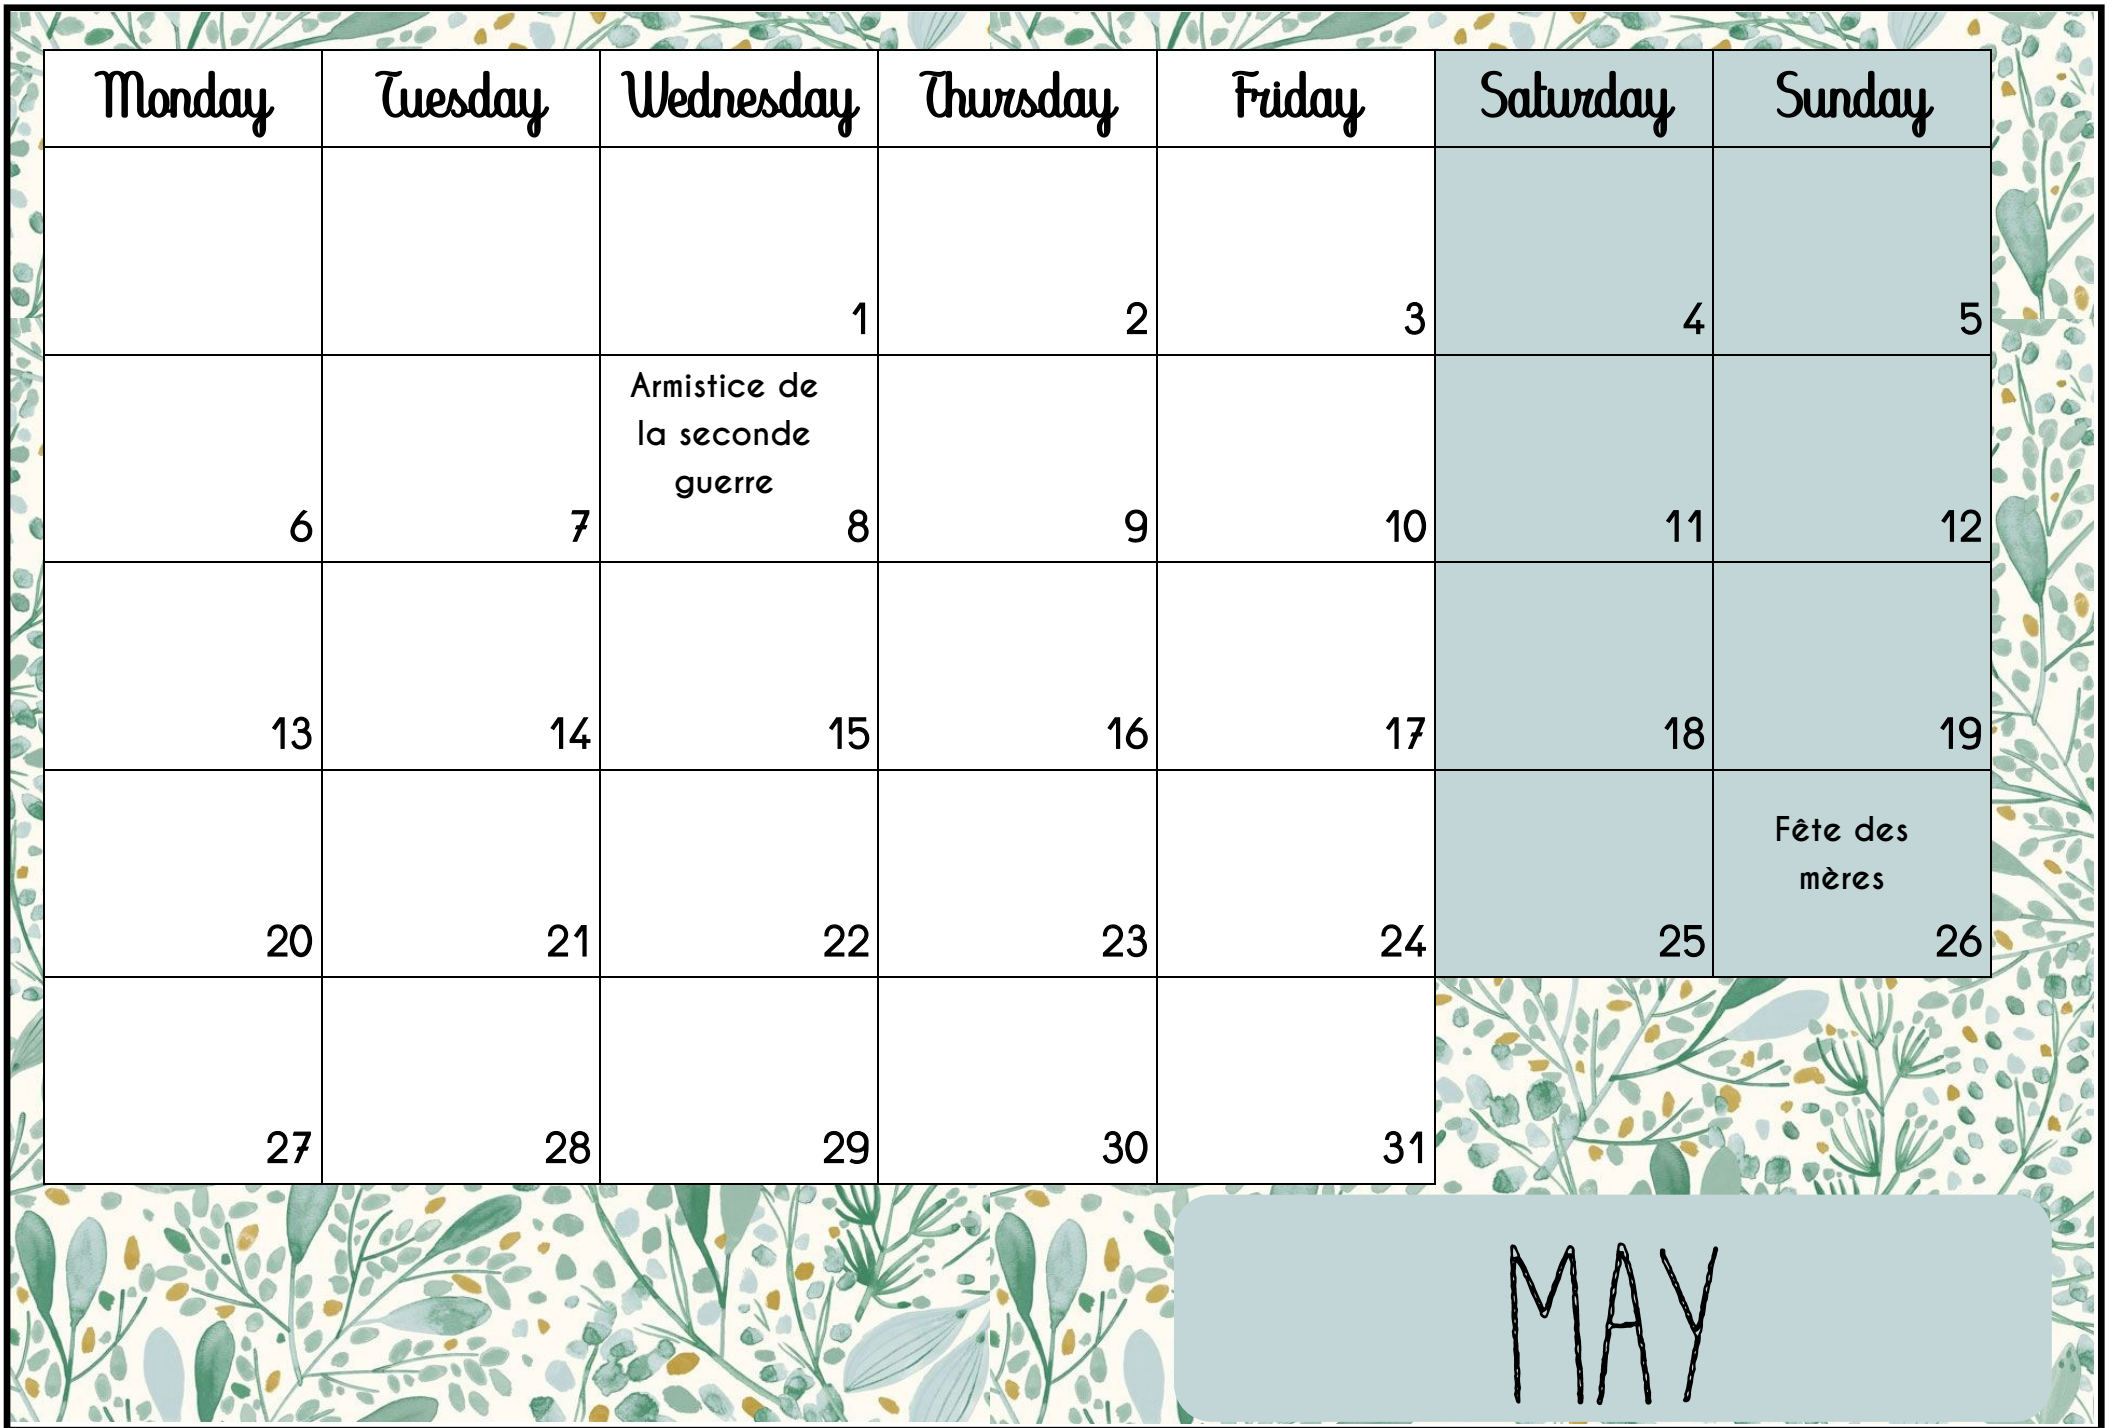 Monday Tuesday Wednesday Thursday Friday Saturday Sunday
1 2 3 4 5
Armistice de
la seconde
guerre
6 7 8 9 10 11 12
13 14 15 16 17 18 19
Fête des
mères
20 21 22 23 24 25 26
27 28 29 30 31
MAY